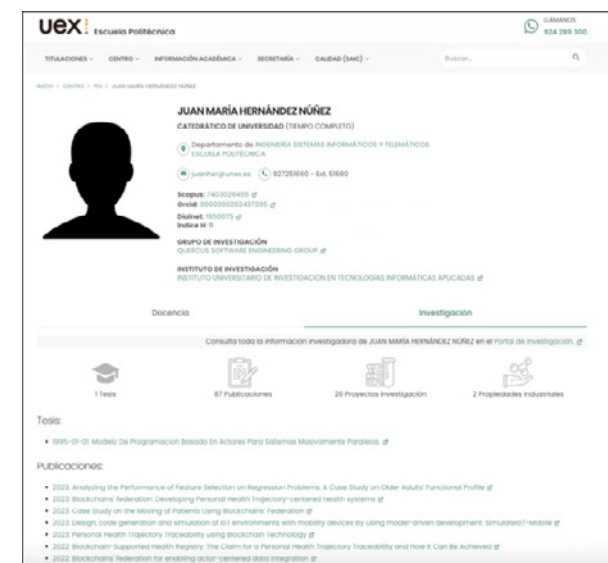 uex
Escuela Politécnica
LLÁMANOS
924 289 300
TITULACIONES
CENTRO
INFORMACIÓN ACADÉMICA
SECRETARÍA
CALIDAD (SAIC)
Buscar...
INICIO / CENTRO / PDI / JUAN MARÍA HERNÁNDEZ NÚÑEZ
JUAN MARÍA HERNÁNDEZ NÚÑEZ
CATEDRÁTICO DE UNIVERSIDAD (TIEMPO COMPLETO)
Departamento de INGENIERÍA SISTEMAS INFORMÁTICOS Y TELEMÁTICOS
ESCUELA POLITÉCNICA
juanher@unex.es 927251660 - Ext. 51660
Scopus: 7403029455
Orcid:
Dialnet: 1950075
Índice H: 11
GRUPO DE INVESTIGACIÓN
QUERCUS SOFTWARE ENGINEERING GROUP
INSTITUTO DE INVESTIGACIÓN
INSTITUTO UNIVERSITARIO DE INVESTIGACIÓN EN TECNOLOGÍAS INFORMÁTICAS APLICADAS
Docencia
Investigación
Consulta toda la información investigadora de JUAN MARÍA HERNÁNDEZ NÚÑEZ en el Portal de Investigación.
1 Tesis
87 Publicaciones
20 Proyectos Investigación
2 Propiedades Industriales
Tesis:
1995-01-01: Modelo De Programacion Basado En Actores Para Sistemas Masivamente Paralelos.
Publicaciones:
2023: Analyzing the Performance of Feature Selection on Regression Problems: A Case Study on Older Adults' Functional Profile
2023: Blockchains' Federation: Developing Personal Health Trajectory-centered health systems
2023: Case Study on the Moving of Patients Using Blockchains' Federation
2023: Design, code generation and simulation of IoT environments with mobility devices by using model-driven development: SimulateIoT-Mobile
2023: Personal Health Trajectory Traceability using Blockchain Technology
2022: Blockchain-Supported Health Registry: The Claim for a Personal Health Trajectory Traceability and How It Can Be Achieved
2022: Blockchains' federation for enabling actor-centered data integration